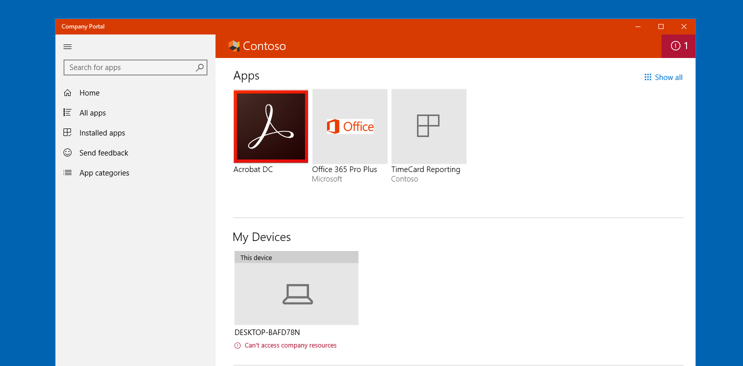 Company Portal
Contoso
1
Search for apps
Home
All apps
Installed apps
Send feedback
App categories
Apps
Show all
Office
Acrobat DC
Office 365 Pro Plus
Microsoft
TimeCard Reporting
Contoso
My Devices
This device
DESKTOP-BAFD78N
Can't access company resources